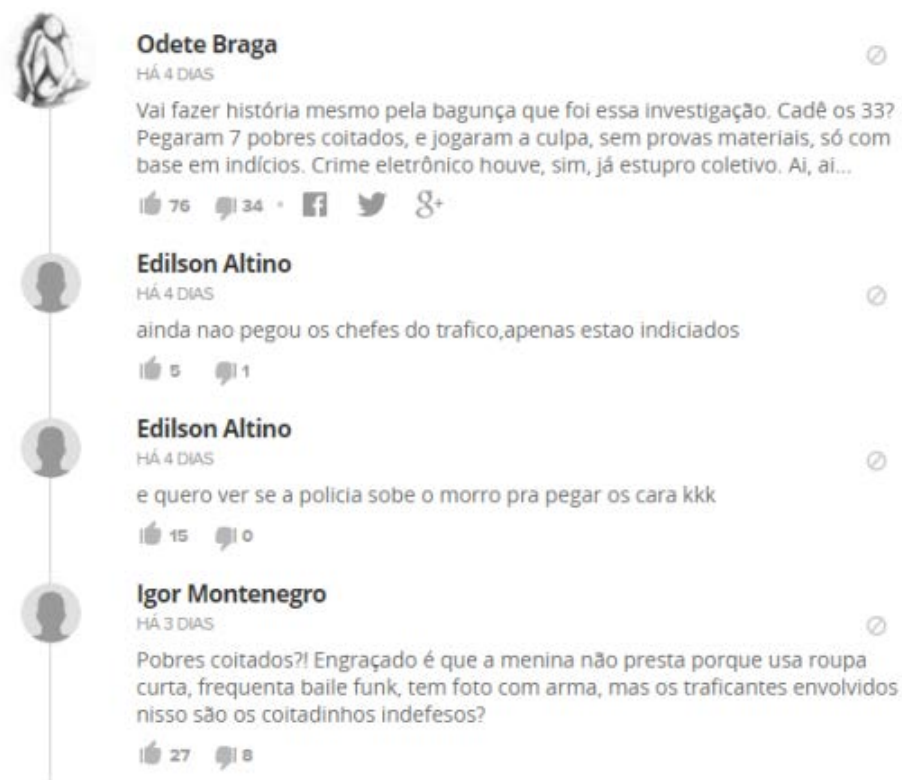 Odete Braga
HÁ 4 DIAS
Vai fazer história mesmo pela bagunça que foi essa investigação. Cadê os 33?
Pegaram 7 pobres coitados, e jogaram a culpa, sem provas materiais, só com
base em indícios. Crime eletrônico houve, sim, já estupro coletivo. Ai, ai...
76 34
Edilson Altino
HÁ 4 DIAS
ainda nao pegou os chefes do trafico,apenas estao indiciados
5 1
Edilson Altino
HÁ 4 DIAS
e quero ver se a policia sobe o morro pra pegar os cara kkk
15 0
Igor Montenegro
HÁ 3 DIAS
Pobres coitados?! Engraçado é que a menina não presta porque usa roupa
curta, frequenta baile funk, tem foto com arma, mas os traficantes envolvidos
nisso são os coitadinhos indefesos?
27 8